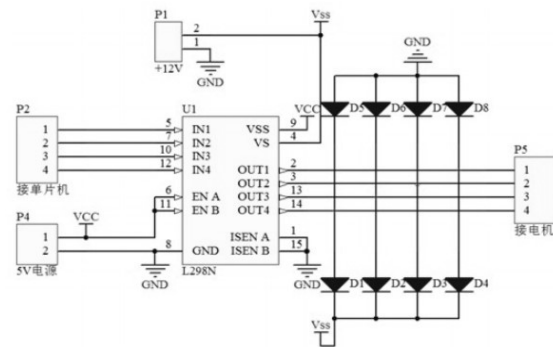 P1
2
1
+12V
GND
Vss
GND
P2
1
2
3
4
接单片机
5
7
10
12
U1
IN1
IN2
IN3
IN4
EN A
EN B
GND
VSS
VS
OUT1
OUT2
OUT3
OUT4
ISEN A
ISEN B
L298N
VCC
9
4
2
3
13
14
1
15
GND
6
11
8
VCC
P4
1
2
5V电源
GND
D5
D6
D7
D8
D1
D2
D3
D4
Vss
P5
1
2
3
4
接电机